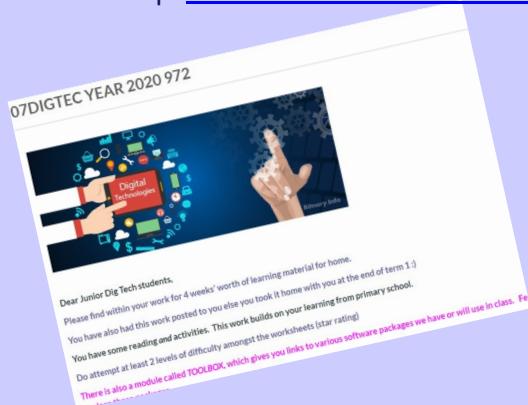 07DIGTEC YEAR 2020 972
Digital
Technologies
Binary Info
Dear Junior Dig Tech students,
Please find within your work for 4 weeks' worth of learning material for home.
You have also had this work posted to you else you took it home with you at the end of term 1 :)
You have some reading and activities. This work builds on your learning from primary school.
Do attempt at least 2 levels of difficulty amongst the worksheets (star rating)
There is also a module called TOOLBOX, which gives you links to various software packages we have or will use in class. Fe